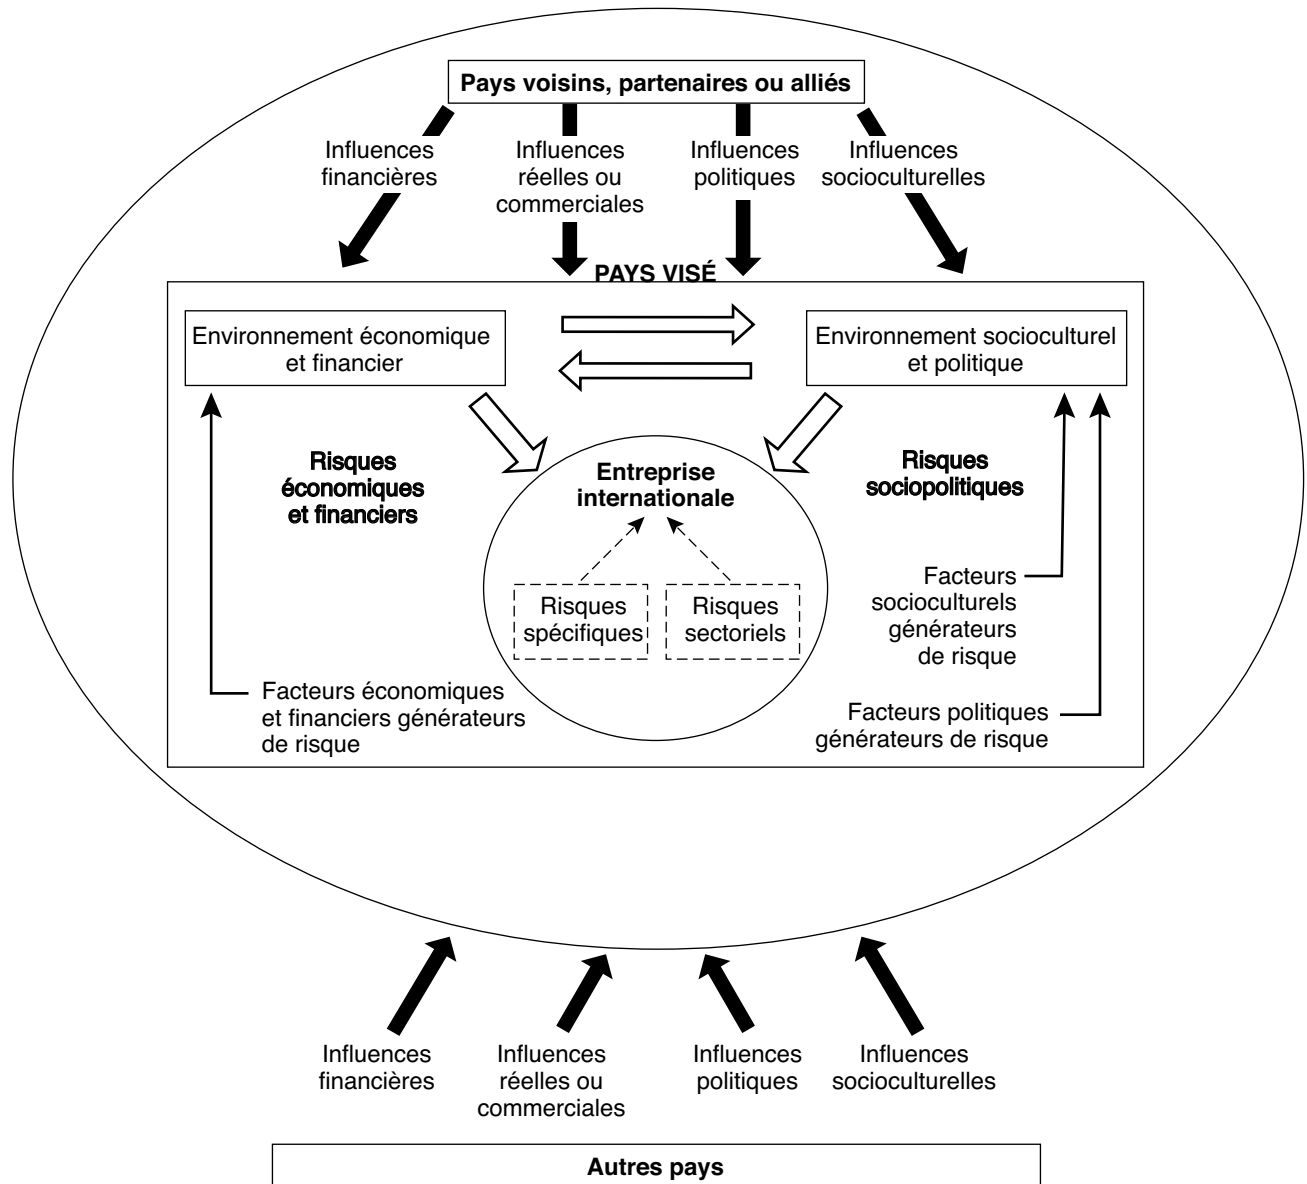 Pays voisins, partenaires ou alliés
Influences
financières
Influences
réelles ou
commerciales
Influences
politiques
Influences
socioculturelles
PAYS VISÉ
Environnement économique
et financier
Environnement socioculturel
et politique
Risques
économiques
et financiers
Entreprise
internationale
Risques
sociopolitiques
Risques
spécifiques
Risques
sectoriels
Facteurs
socioculturels
générateurs
de risque
Facteurs économiques
et financiers générateurs
de risque
Facteurs politiques
générateurs de risque
Influences
financières
Influences
réelles ou
commerciales
Influences
politiques
Influences
socioculturelles
Autres pays